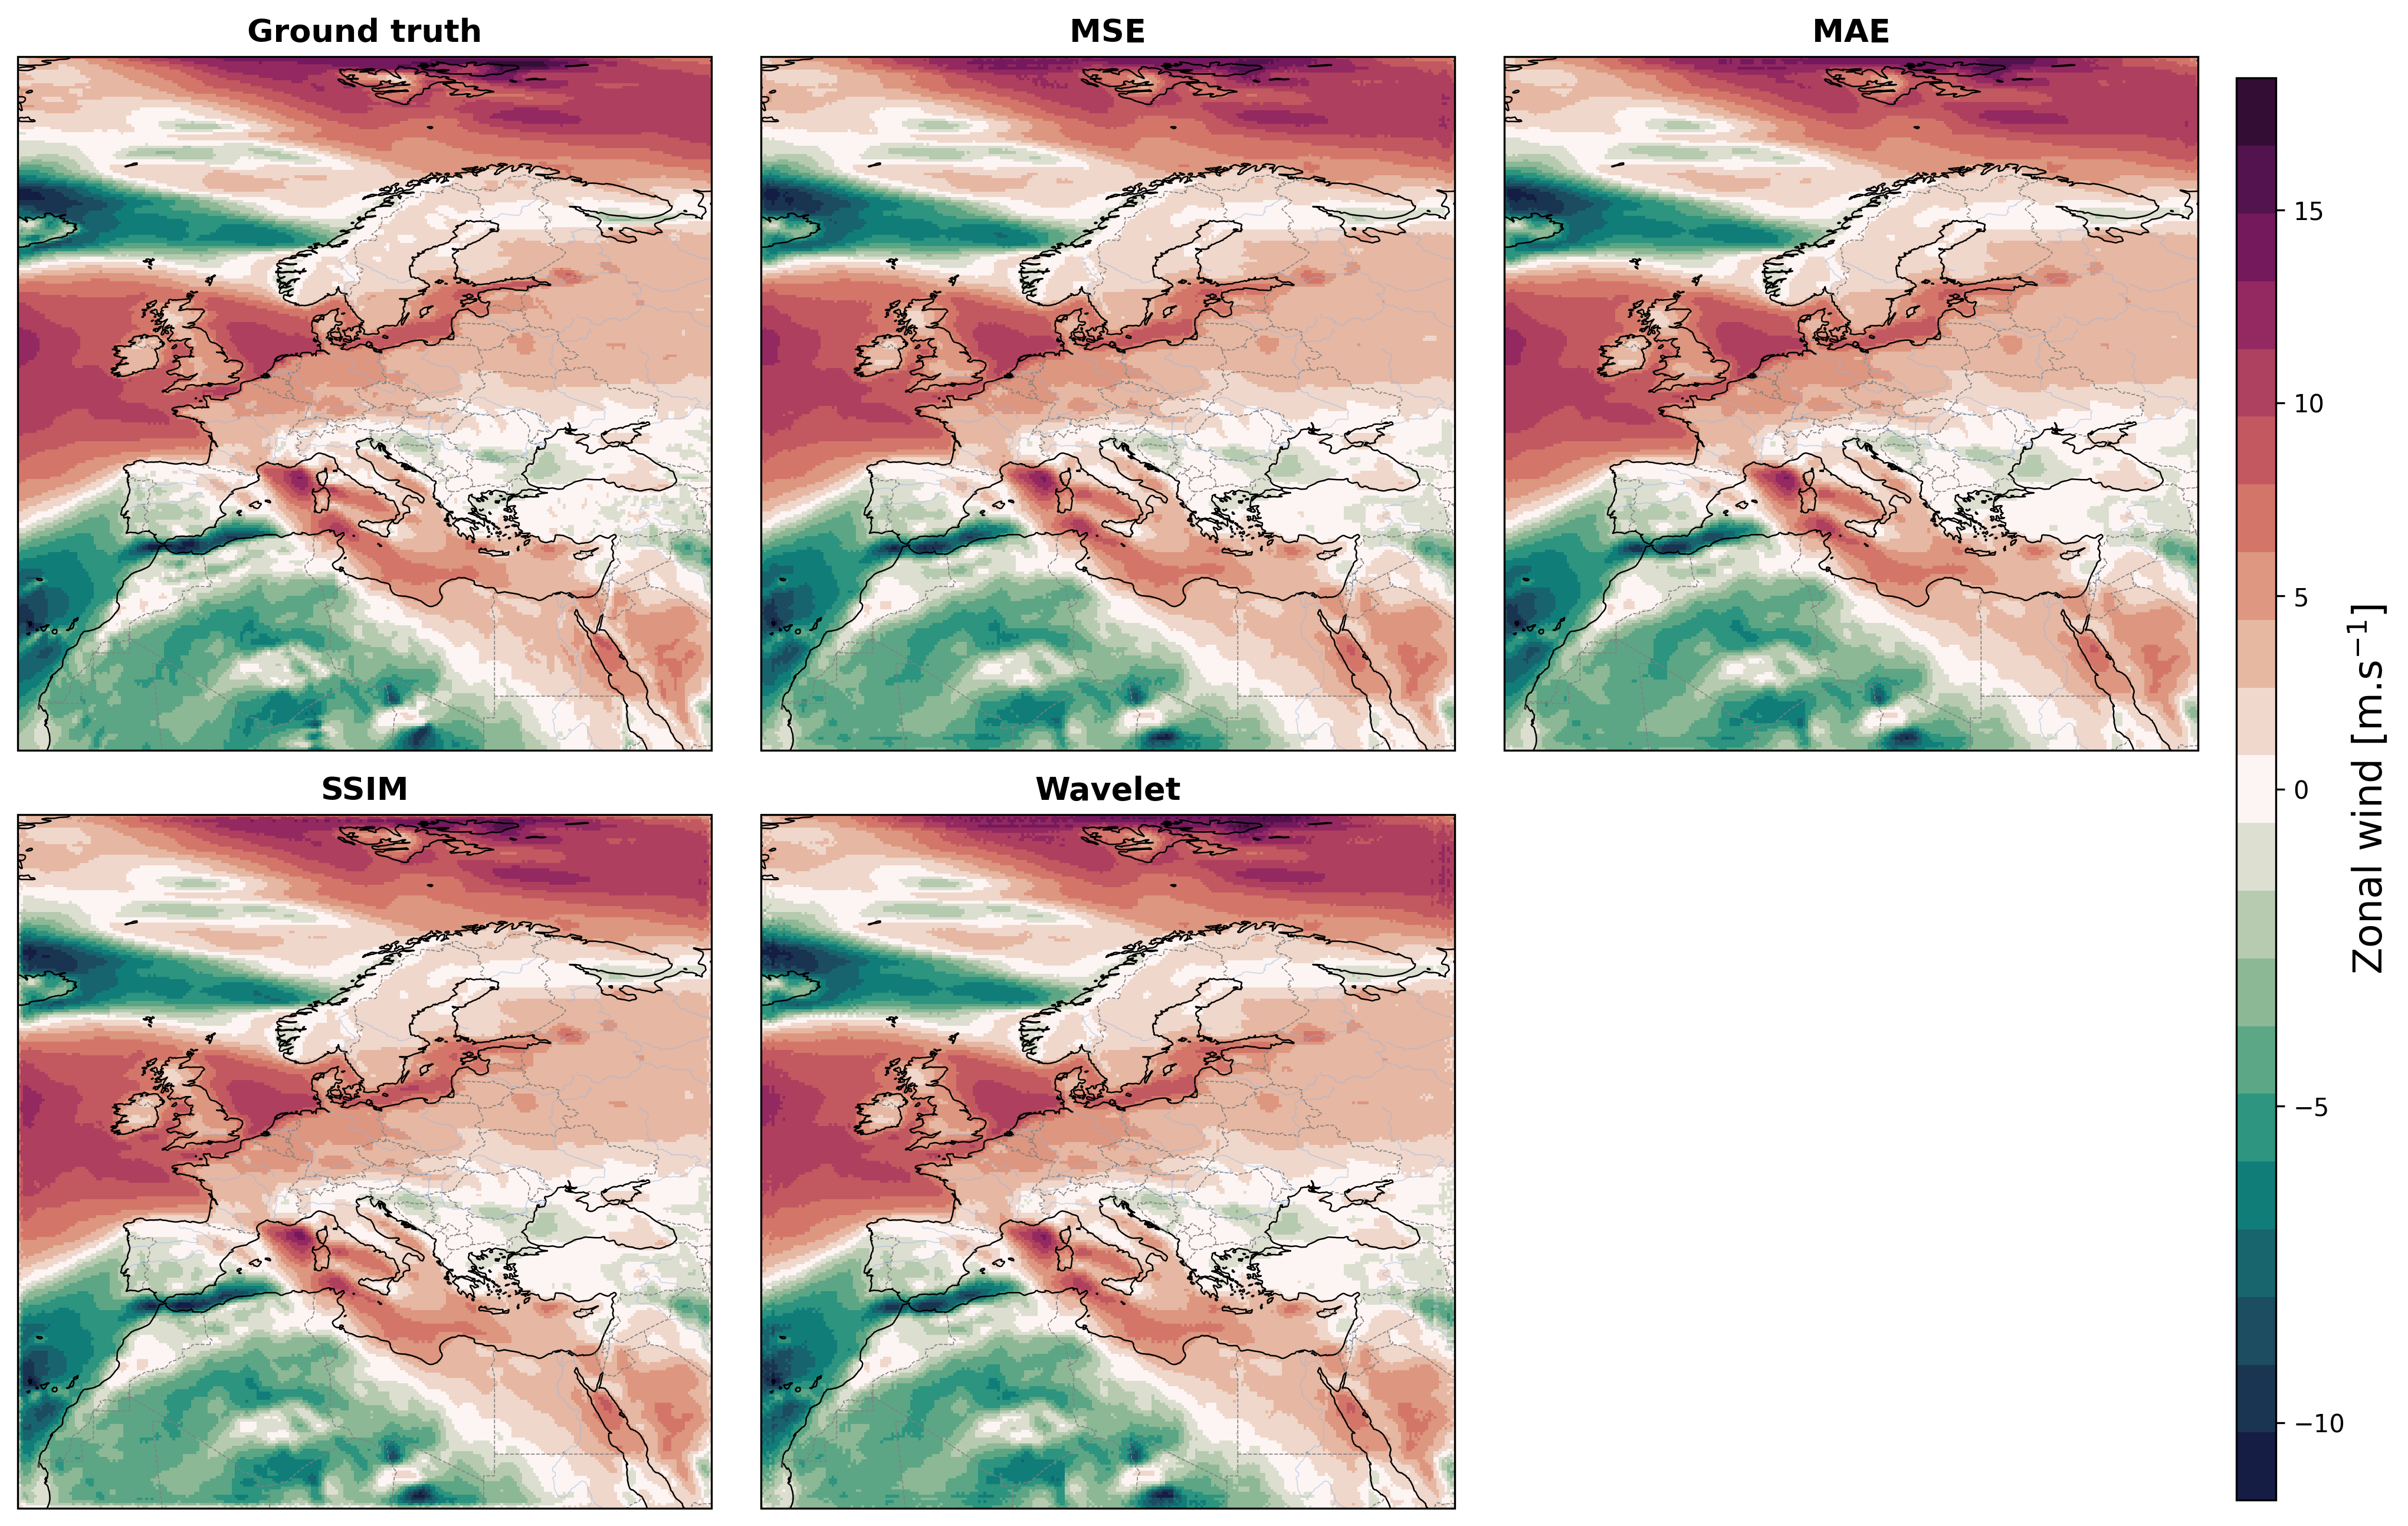 Ground truth
MSE
MAE
SSIM
Wavelet
15
10
5
0
−5
−10
Zonal wind [m.s⁻¹]